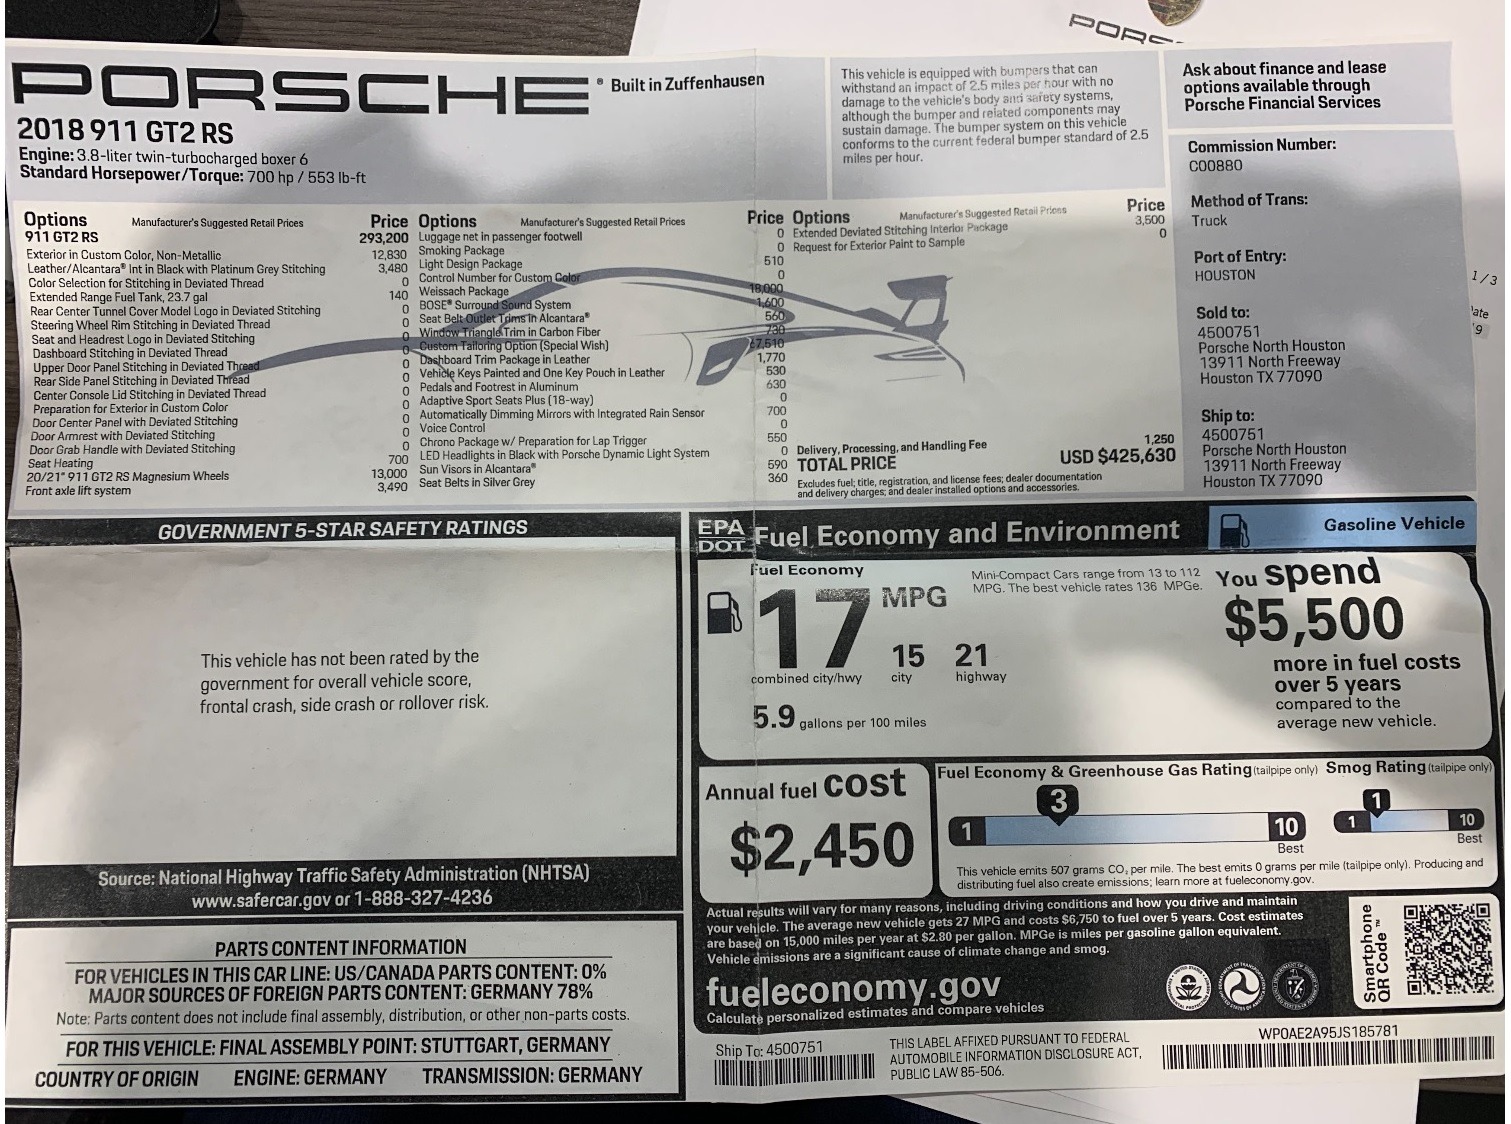 PORSCHE
PORSCHE® Built in Zuffenhausen
2018 911 GT2 RS
Engine: 3.8-liter twin-turbocharged boxer 6
Standard Horsepower/Torque: 700 hp / 553 lb-ft
This vehicle is equipped with bumpers that can
withstand an impact of 2.5 miles per hour with no
damage to the vehicle's body and safety systems,
although the bumper and related components may
sustain damage. The bumper system on this vehicle
conforms to the current federal bumper standard of 2.5
miles per hour.
Ask about finance and lease
options available through
Porsche Financial Services
Commission Number:
C00880
Method of Trans:
Truck
Port of Entry:
HOUSTON
Sold to:
4500751
Porsche North Houston
13911 North Freeway
Houston TX 77090
Ship to:
4500751
Porsche North Houston
13911 North Freeway
Houston TX 77090
Options Manufacturer's Suggested Retail Prices Price
911 GT2 RS 293,200
Exterior in Custom Color, Non-Metallic 12,830
Leather/Alcantara® Int in Black with Platinum Grey Stitching 3,480
Color Selection for Stitching in Deviated Thread 0
Extended Range Fuel Tank, 23.7 gal 140
Rear Center Tunnel Cover Model Logo in Deviated Stitching 0
Steering Wheel Rim Stitching in Deviated Thread 0
Seat and Headrest Logo in Deviated Stitching 0
Dashboard Stitching in Deviated Thread 0
Upper Door Panel Stitching in Deviated Thread 0
Rear Side Panel Stitching in Deviated Thread 0
Center Console Lid Stitching in Deviated Thread 0
Preparation for Exterior in Custom Color 0
Door Center Panel with Deviated Stitching 0
Door Armrest with Deviated Stitching 0
Door Grab Handle with Deviated Stitching 0
Seat Heating 700
20/21" 911 GT2 RS Magnesium Wheels 13,000
Front axle lift system 3,490
Options Manufacturer's Suggested Retail Prices Price
Luggage net in passenger footwell 0
Smoking Package 0
Light Design Package 510
Control Number for Custom Color 0
Weissach Package 18,000
BOSE® Surround Sound System 1,600
Seat Belt Outlet Trims in Alcantara® 560
Window Triangle Trim in Carbon Fiber 730
Custom Tailoring Option (Special Wish) 67,510
Dashboard Trim Package in Leather 1,770
Vehicle Keys Painted and One Key Pouch in Leather 530
Pedals and Footrest in Aluminum 630
Adaptive Sport Seats Plus (18-way) 0
Automatically Dimming Mirrors with Integrated Rain Sensor 700
Voice Control 0
Chrono Package w/ Preparation for Lap Trigger 550
LED Headlights in Black with Porsche Dynamic Light System 0
Sun Visors in Alcantara® 590
Seat Belts in Silver Grey 360
Options Manufacturer's Suggested Retail Prices Price
Extended Deviated Stitching Interior Package 3,500
Request for Exterior Paint to Sample 0
Delivery, Processing, and Handling Fee 1,250
TOTAL PRICE USD $425,630
Excludes fuel; title, registration, and license fees; dealer documentation
and delivery charges; and dealer installed options and accessories.
1 / 3
GOVERNMENT 5-STAR SAFETY RATINGS
This vehicle has not been rated by the
government for overall vehicle score,
frontal crash, side crash or rollover risk.
Source: National Highway Traffic Safety Administration (NHTSA)
www.safercar.gov or 1-888-327-4236
PARTS CONTENT INFORMATION
FOR VEHICLES IN THIS CAR LINE: US/CANADA PARTS CONTENT: 0%
MAJOR SOURCES OF FOREIGN PARTS CONTENT: GERMANY 78%
Note: Parts content does not include final assembly, distribution, or other non-parts costs.
FOR THIS VEHICLE: FINAL ASSEMBLY POINT: STUTTGART, GERMANY
COUNTRY OF ORIGIN ENGINE: GERMANY TRANSMISSION: GERMANY
EPA
DOT Fuel Economy and Environment
Gasoline Vehicle
Fuel Economy
17 MPG
combined city/hwy
15 city
21 highway
5.9 gallons per 100 miles
Mini-Compact Cars range from 13 to 112
MPG. The best vehicle rates 136 MPGe.
You spend
$5,500
more in fuel costs
over 5 years
compared to the
average new vehicle.
Annual fuel cost
$2,450
Fuel Economy & Greenhouse Gas Rating (tailpipe only)
3
1 10
Best
Smog Rating (tailpipe only)
1
1 10
Best
This vehicle emits 507 grams CO₂ per mile. The best emits 0 grams per mile (tailpipe only). Producing and
distributing fuel also create emissions; learn more at fueleconomy.gov.
Actual results will vary for many reasons, including driving conditions and how you drive and maintain
your vehicle. The average new vehicle gets 27 MPG and costs $6,750 to fuel over 5 years. Cost estimates
are based on 15,000 miles per year at $2.80 per gallon. MPGe is miles per gasoline gallon equivalent.
Vehicle emissions are a significant cause of climate change and smog.
fueleconomy.gov
Calculate personalized estimates and compare vehicles
Smartphone
QR Code™
Ship To: 4500751
THIS LABEL AFFIXED PURSUANT TO FEDERAL
AUTOMOBILE INFORMATION DISCLOSURE ACT,
PUBLIC LAW 85-506.
WP0AE2A95JS185781